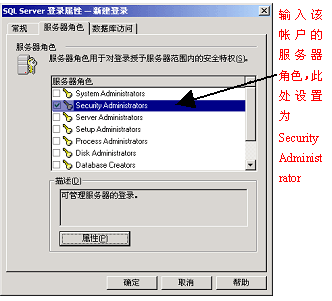 SQL Server 登录属性 - 新建登录
常规
服务器角色
数据库访问
服务器角色
服务器角色用于对登录授予服务器范围内的安全特权(S)。
服务器角色
System Administrators
Security Administrators
Server Administrators
Setup Administrators
Process Administrators
Disk Administrators
Database Creators
描述(D)
可管理服务器的登录。
属性(P)
确定
取消
帮助
输入该
帐户的
服务器
角色,此
处设置
为
Security
Administ
rator